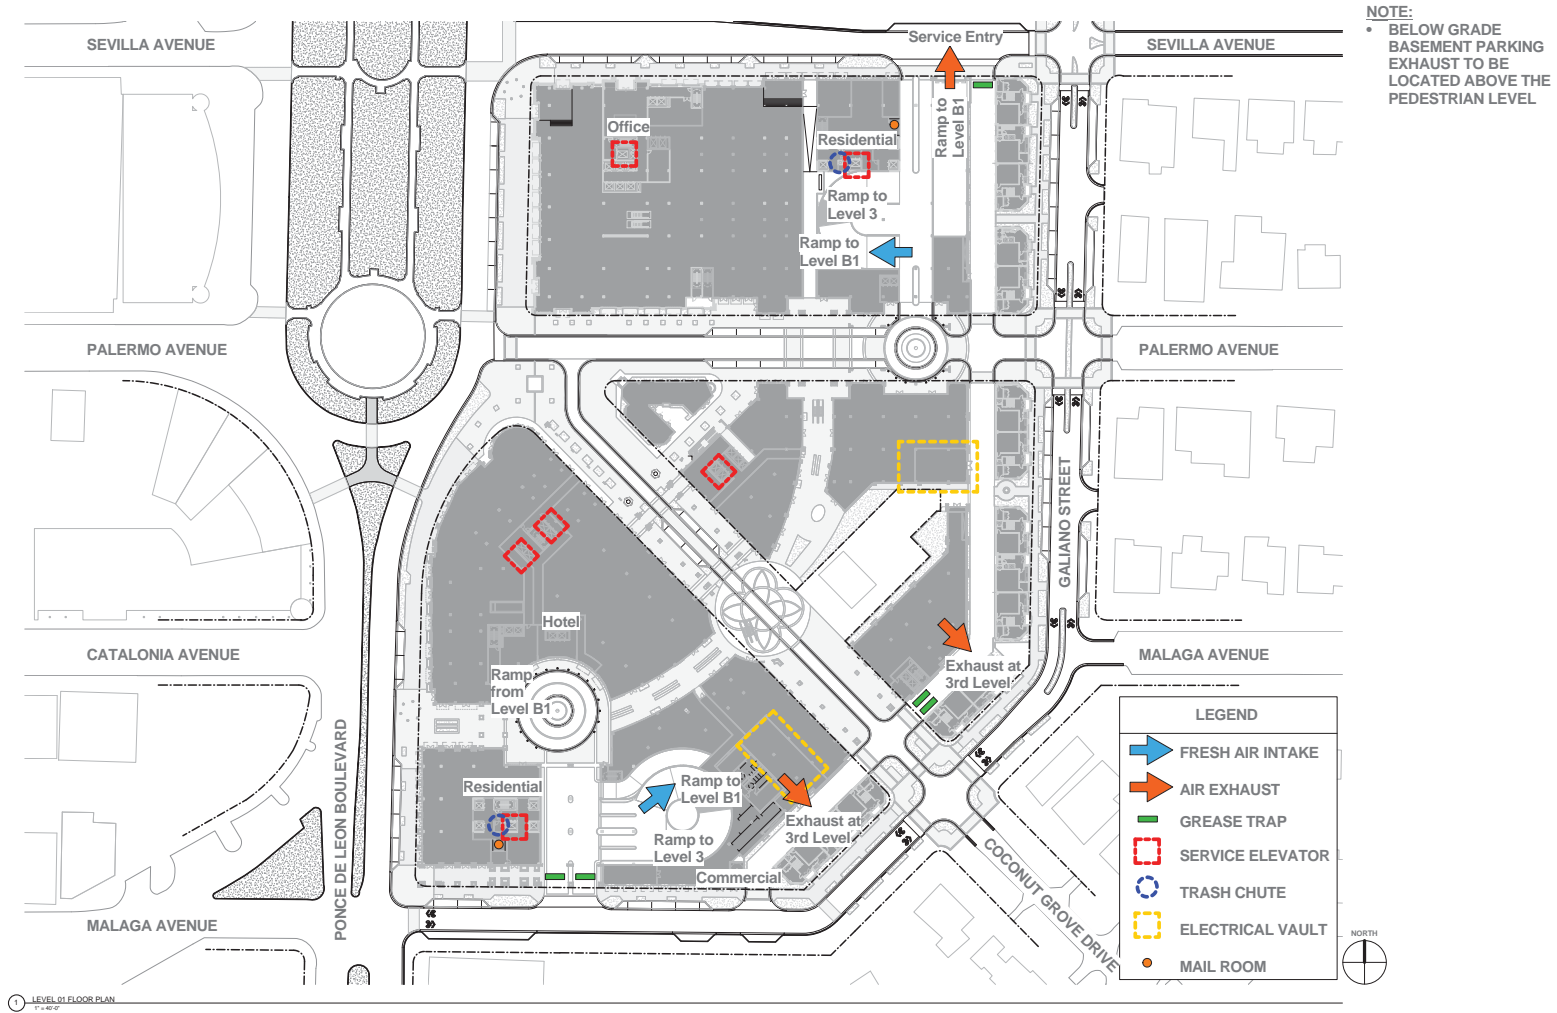 NOTE:
• BELOW GRADE
BASEMENT PARKING
EXHAUST TO BE
LOCATED ABOVE THE
PEDESTRIAN LEVEL
SEVILLA AVENUE
Service Entry
SEVILLA AVENUE
Ramp to
Level B1
Office
Residential
Ramp to
Level 3
Ramp to
Level B1
PALERMO AVENUE
PALERMO AVENUE
GALIANO STREET
Hotel
CATALONIA AVENUE
MALAGA AVENUE
Exhaust at
3rd Level
Ramp
from
Level B1
PONCE DE LEON BOULEVARD
Residential
Ramp to
Level B1
Exhaust at
3rd Level
Ramp to
Level 3
Commercial
MALAGA AVENUE
COCONUT GROVE DRIVE
LEGEND
FRESH AIR INTAKE
AIR EXHAUST
GREASE TRAP
SERVICE ELEVATOR
TRASH CHUTE
ELECTRICAL VAULT
MAIL ROOM
NORTH
1
LEVEL 01 FLOOR PLAN
1" = 40'-0"